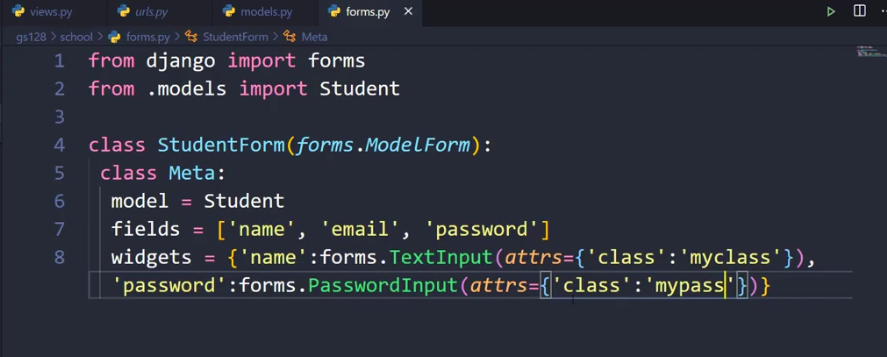 views.py urls.py models.py forms.py
gs128 > school > forms.py > StudentForm > Meta
1 from django import forms
2 from .models import Student
3
4 class StudentForm(forms.ModelForm):
5 class Meta:
6 model = Student
7 fields = ['name', 'email', 'password']
8 widgets = {'name':forms.TextInput(attrs={'class':'myclass'}),
'password':forms.PasswordInput(attrs={'class':'mypass'})}